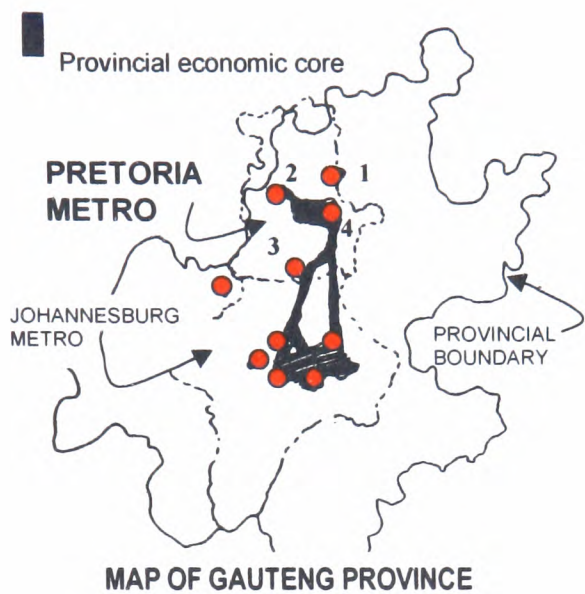 Provincial economic core
PRETORIA
METRO
2
1
4
3
JOHANNESBURG
METRO
PROVINCIAL
BOUNDARY
MAP OF GAUTENG PROVINCE